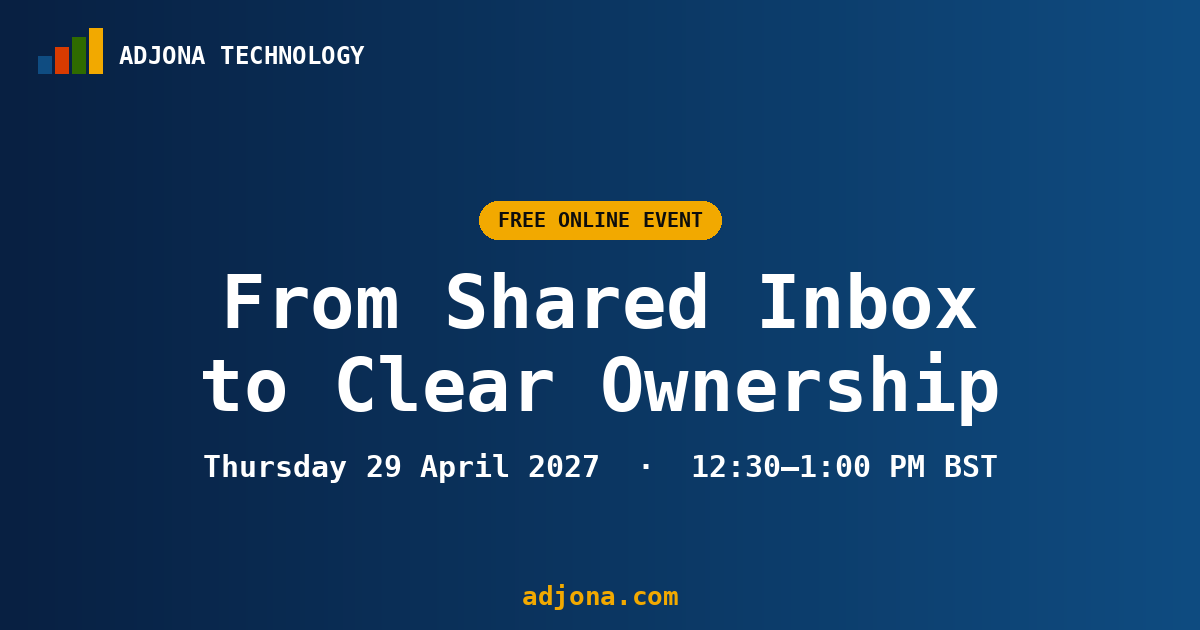 ADJONA TECHNOLOGY
FREE ONLINE EVENT
From Shared Inbox
to Clear Ownership
Thursday 29 April 2027 · 12:30–1:00 PM BST
adjona.com